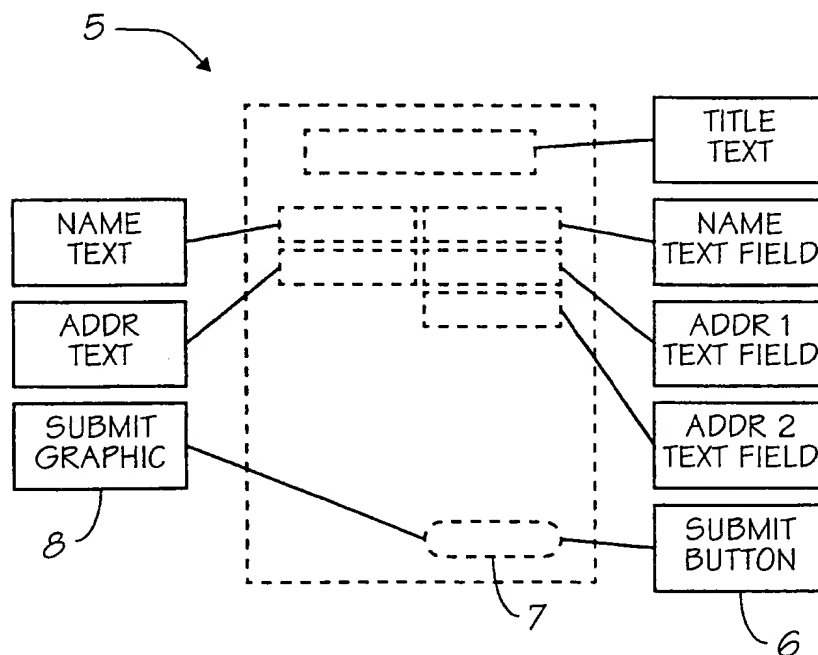 5
TITLE
TEXT
NAME
TEXT
NAME
TEXT FIELD
ADDR
TEXT
ADDR 1
TEXT FIELD
SUBMIT
GRAPHIC
ADDR 2
TEXT FIELD
8
SUBMIT
BUTTON
7
6